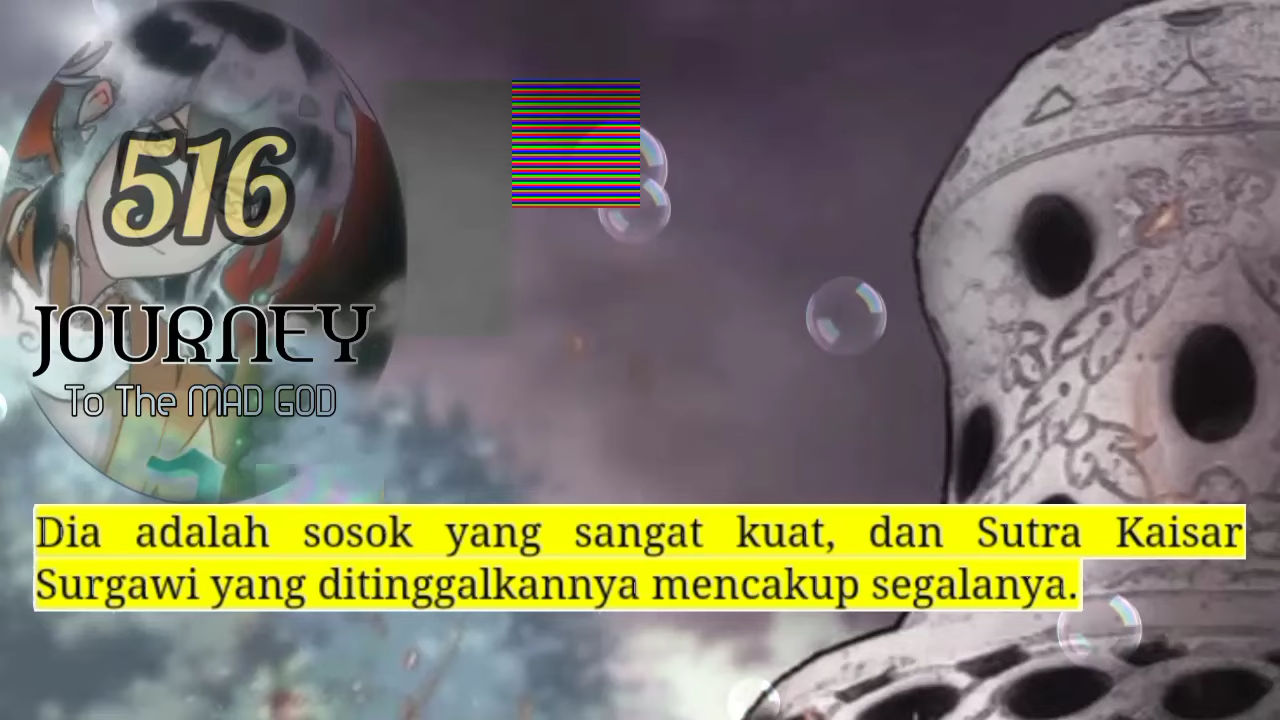 516
JOURNEY
To The MAD GOD
Dia adalah sosok yang sangat kuat, dan Sutra Kaisar
Surgawi yang ditinggalkannya mencakup segalanya.